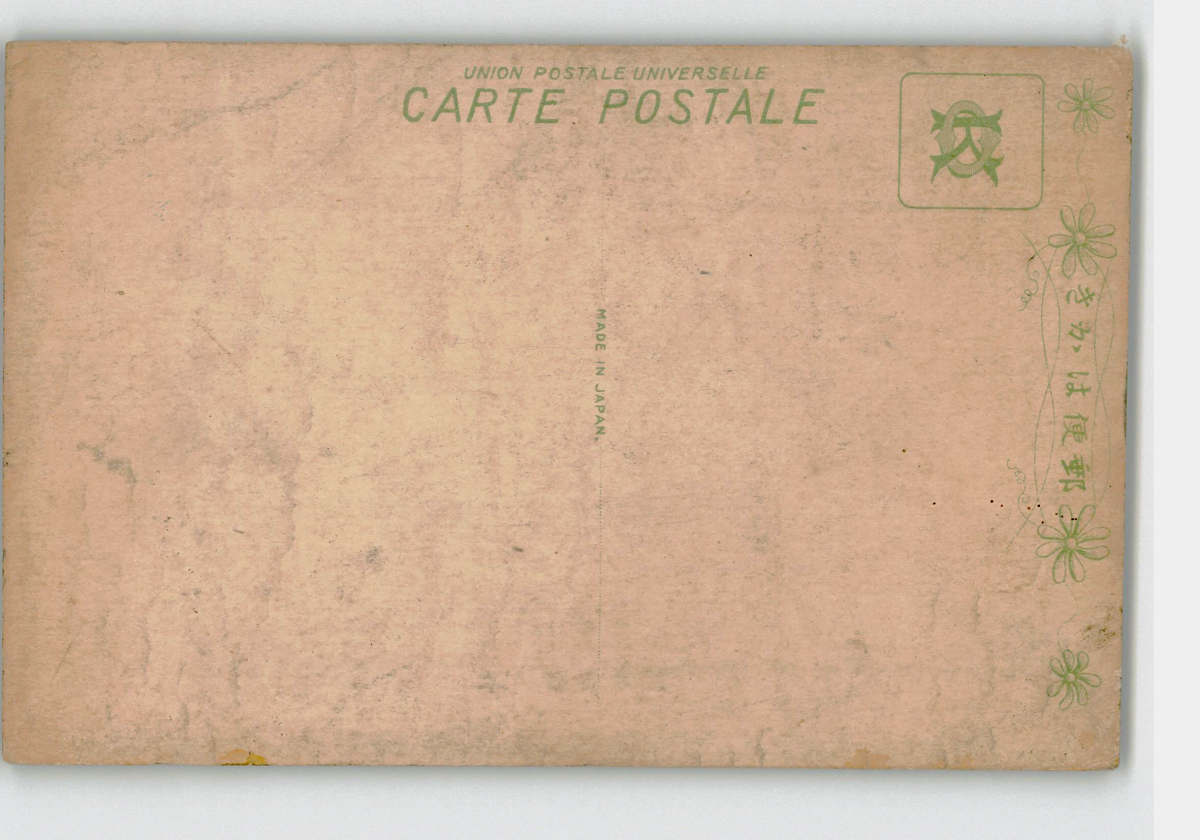 UNION POSTALE UNIVERSELLE
CARTE POSTALE
MADE IN JAPAN.
郵便はかき